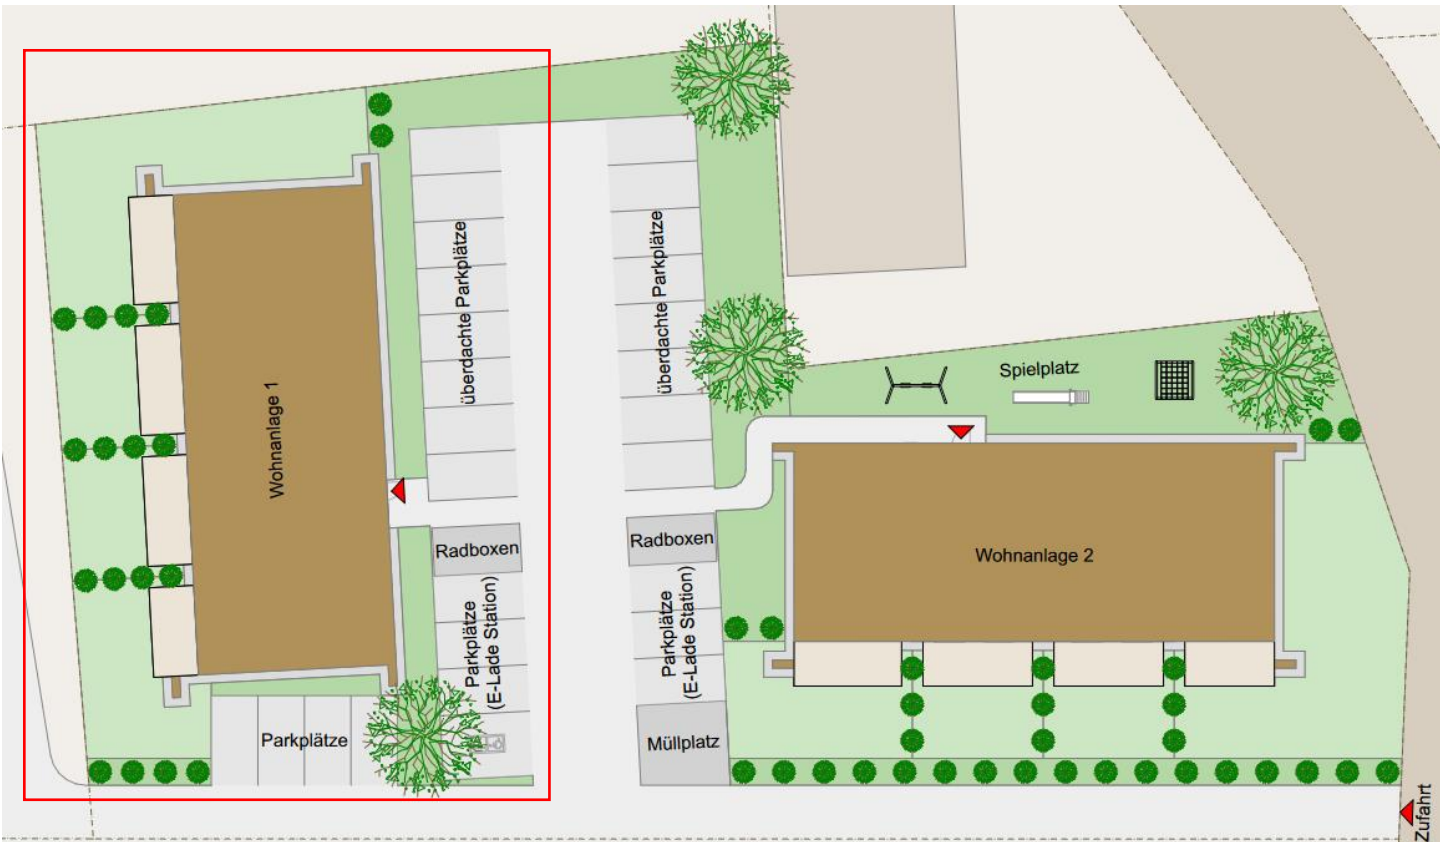 überdachte Parkplätze
überdachte Parkplätze
Spielplatz
Wohnanlage 1
Radboxen
Radboxen
Wohnanlage 2
Parkplätze
(E-Lade Station)
Parkplätze
(E-Lade Station)
Parkplätze
Müllplatz
Zufahrt